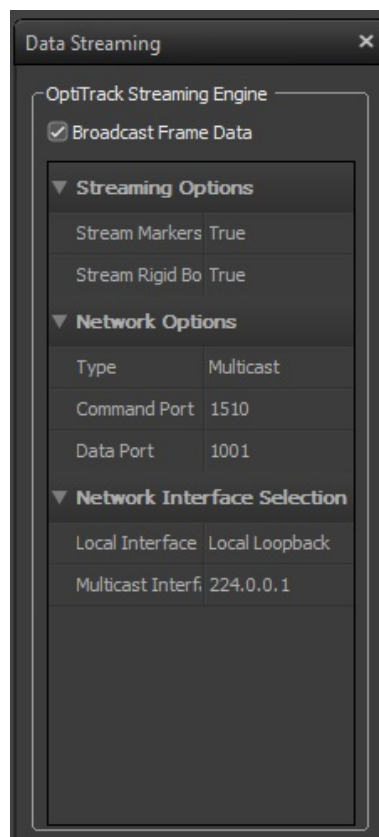 Data Streaming
OptiTrack Streaming Engine
Broadcast Frame Data
Streaming Options
Stream Markers True
Stream Rigid Bo True
Network Options
Type Multicast
Command Port 1510
Data Port 1001
Network Interface Selection
Local Interface Local Loopback
Multicast Interfa 224.0.0.1